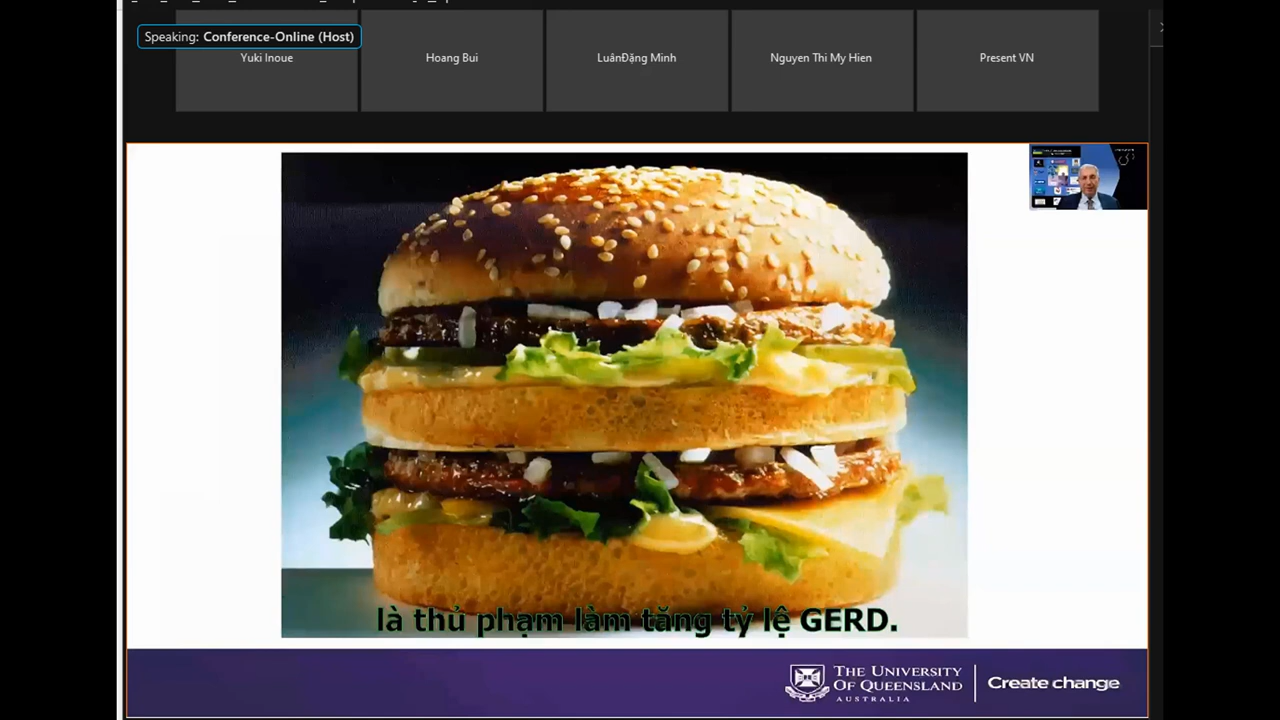 Speaking: Conference-Online (Host)
Yuki Inoue
Hoang Bui
LuânĐặng Minh
Nguyen Thi My Hien
Present VN
là thủ phạm làm tăng tỷ lệ GERD.
THE UNIVERSITY
OF QUEENSLAND
AUSTRALIA
Create change